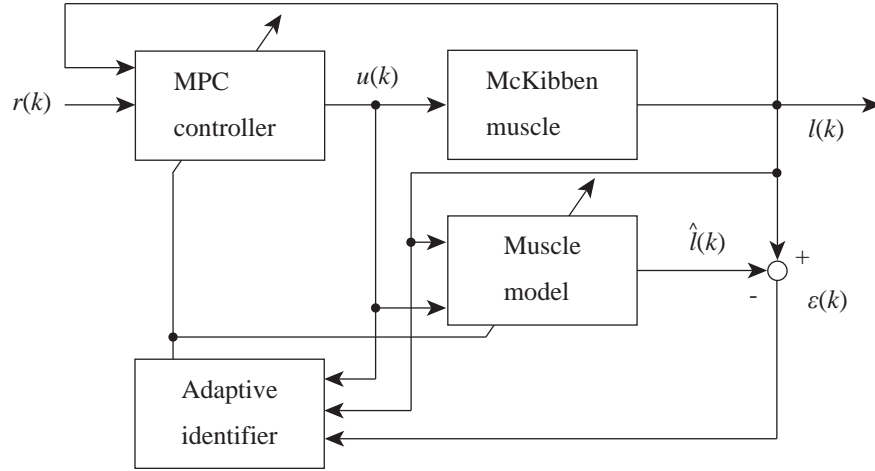 MPC
controller
u(k)
McKibben
muscle
r(k)
l(k)
Muscle
model
l̂(k)
+
-
ε(k)
Adaptive
identifier